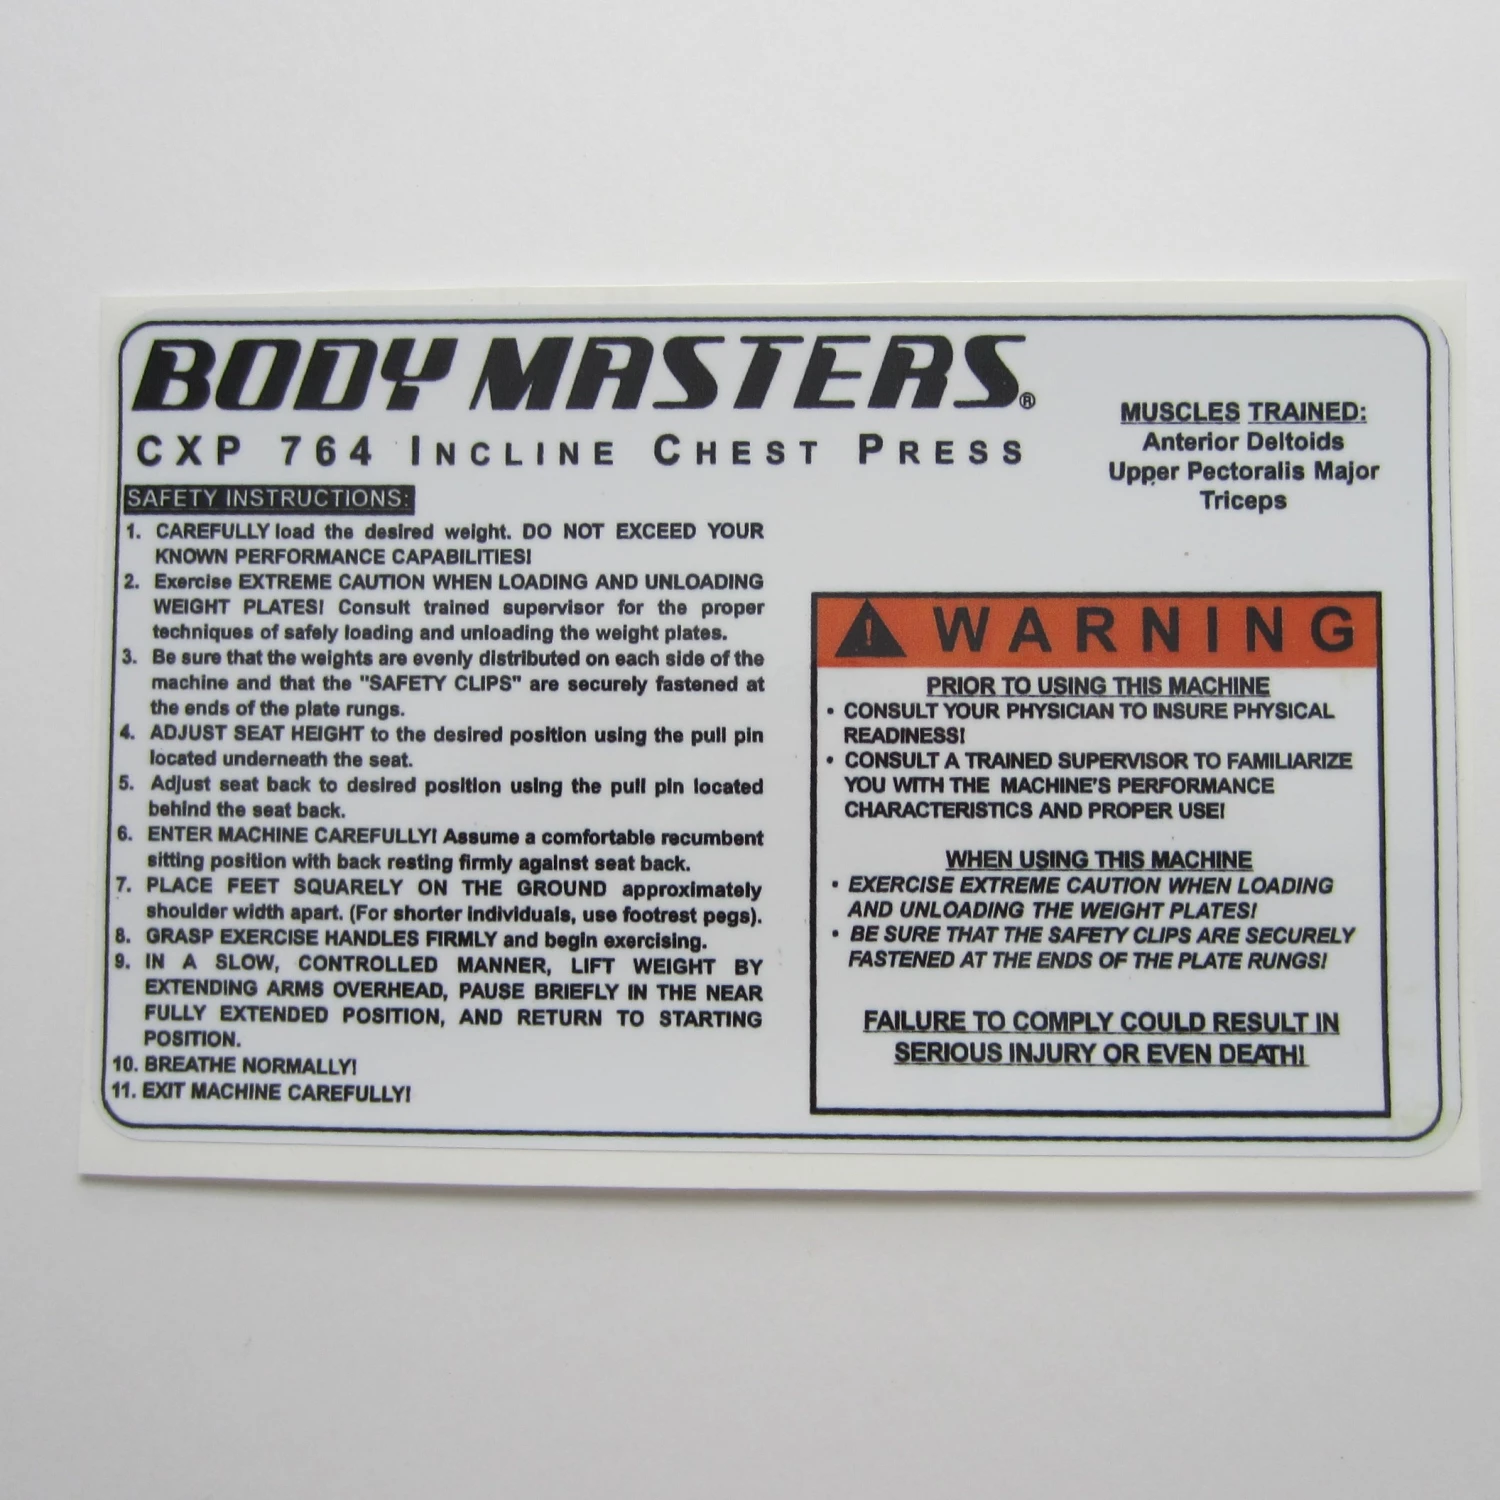 BODY MASTERS®
CXP 764 INCLINE CHEST PRESS
SAFETY INSTRUCTIONS:
1. CAREFULLY load the desired weight. DO NOT EXCEED YOUR
KNOWN PERFORMANCE CAPABILITIES!
2. Exercise EXTREME CAUTION WHEN LOADING AND UNLOADING
WEIGHT PLATES! Consult trained supervisor for the proper
techniques of safely loading and unloading the weight plates.
3. Be sure that the weights are evenly distributed on each side of the
machine and that the "SAFETY CLIPS" are securely fastened at
the ends of the plate rungs.
4. ADJUST SEAT HEIGHT to the desired position using the pull pin
located underneath the seat.
5. Adjust seat back to desired position using the pull pin located
behind the seat back.
6. ENTER MACHINE CAREFULLY! Assume a comfortable recumbent
sitting position with back resting firmly against seat back.
7. PLACE FEET SQUARELY ON THE GROUND approximately
shoulder width apart. (For shorter individuals, use footrest pegs).
8. GRASP EXERCISE HANDLES FIRMLY and begin exercising.
9. IN A SLOW, CONTROLLED MANNER, LIFT WEIGHT BY
EXTENDING ARMS OVERHEAD, PAUSE BRIEFLY IN THE NEAR
FULLY EXTENDED POSITION, AND RETURN TO STARTING
POSITION.
10. BREATHE NORMALLY!
11. EXIT MACHINE CAREFULLY!
MUSCLES TRAINED:
Anterior Deltoids
Upper Pectoralis Major
Triceps
WARNING
PRIOR TO USING THIS MACHINE
• CONSULT YOUR PHYSICIAN TO INSURE PHYSICAL
READINESS!
• CONSULT A TRAINED SUPERVISOR TO FAMILIARIZE
YOU WITH THE MACHINE'S PERFORMANCE
CHARACTERISTICS AND PROPER USE!
WHEN USING THIS MACHINE
• EXERCISE EXTREME CAUTION WHEN LOADING
AND UNLOADING THE WEIGHT PLATES!
• BE SURE THAT THE SAFETY CLIPS ARE SECURELY
FASTENED AT THE ENDS OF THE PLATE RUNGS!
FAILURE TO COMPLY COULD RESULT IN
SERIOUS INJURY OR EVEN DEATH!